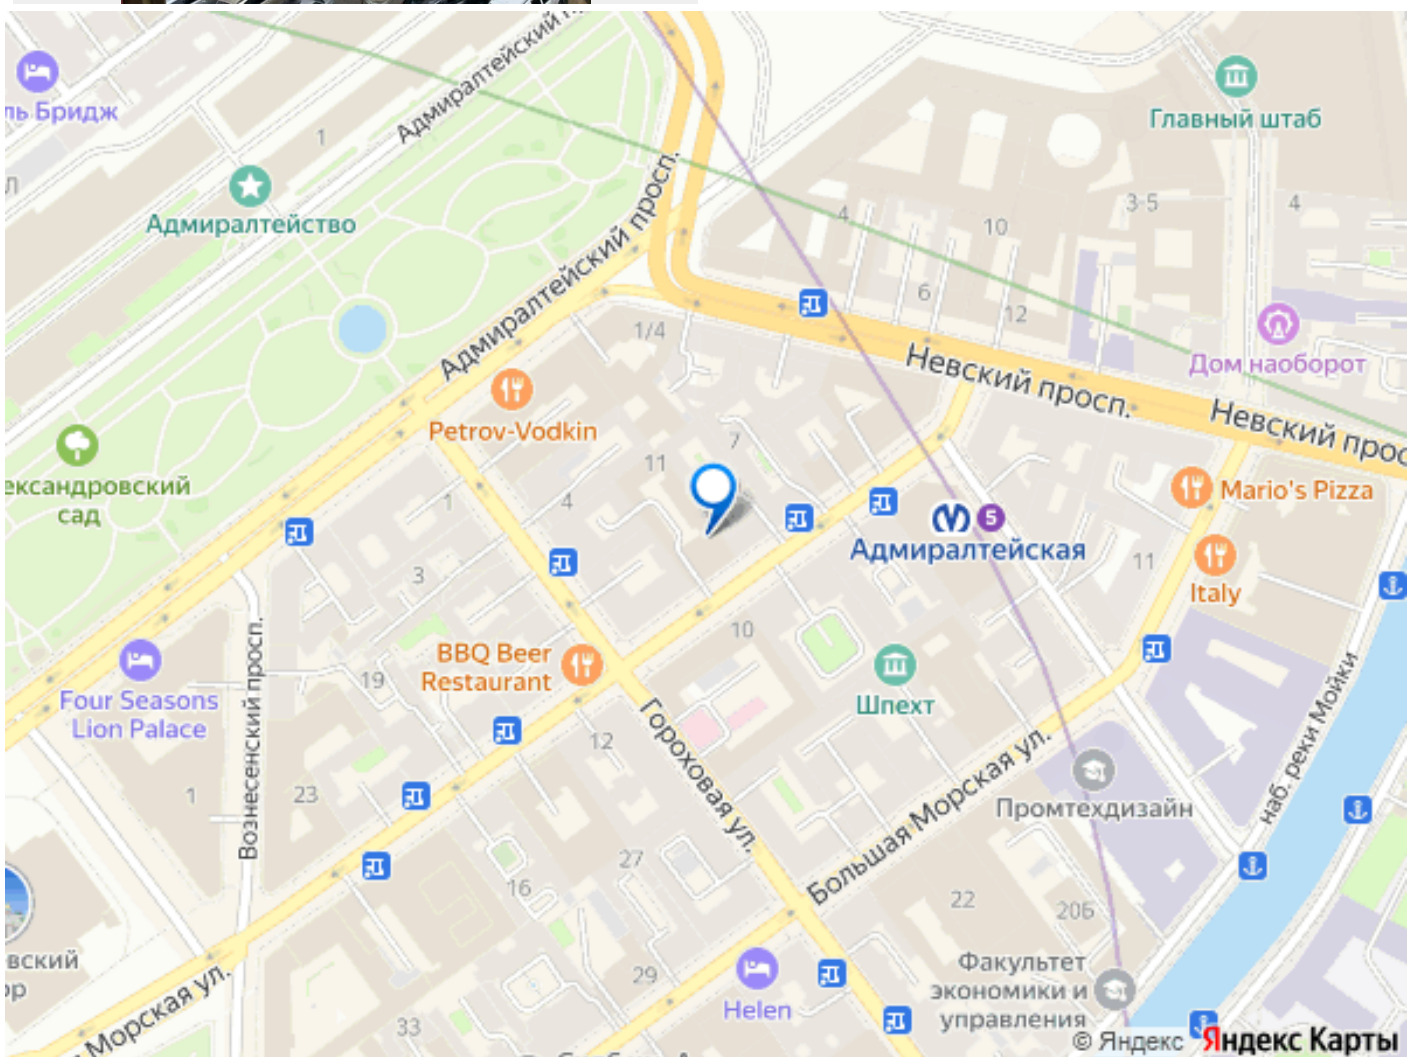 Адмиралтейский п
ль Бридж
1
Главный штаб
Л
Адмиралтейство
Адмиралтейский просп.
4
10
3-5
4
6
12
1/4
Дом наоборот
Невский просп.
Невский прос
Petrov-Vodkin
7
11
ександровский
сад
1
4
Mario's Pizza
5
Адмиралтейская
11
Italy
3
10
BBQ Beer
Restaurant
19
Four Seasons
Lion Palace
Шпехт
Вознесенский просп.
Гороховая ул.
12
наб. реки Мойки
1
23
Промтехдизайн
Большая Морская ул.
27
16
22
20Б
вский
ор
29
Helen
Факультет
экономики и
управления
Морская ул.
33
© Яндекс Яндекс Карты